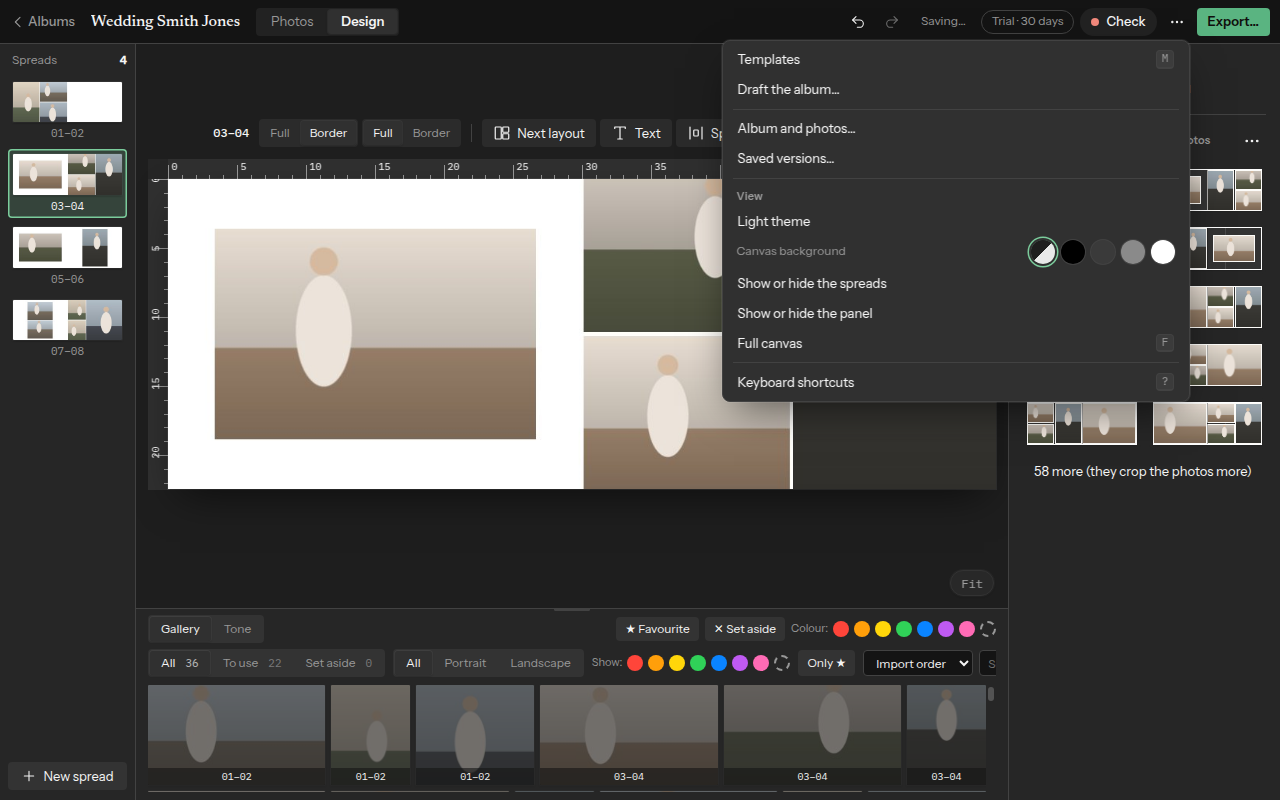 Albums
Wedding Smith Jones
Photos
Design
Saving…
Trial · 30 days
Check
Export…
Spreads 4
01–02
03–04
05–06
07–08
New spread
03–04
Full Border
Full Border
Next layout
Text
0 5 10 15 20 25 30 35
5
10
15
20
Templates M
Draft the album…
Album and photos…
Saved versions…
View
Light theme
Canvas background
Show or hide the spreads
Show or hide the panel
Full canvas F
Keyboard shortcuts ?
58 more (they crop the photos more)
Fit
Gallery Tone
★ Favourite
✕ Set aside
Colour:
All 36 To use 22 Set aside 0
All Portrait Landscape
Show:
Only ★
Import order
01–02
01–02
01–02
03–04
03–04
03–04